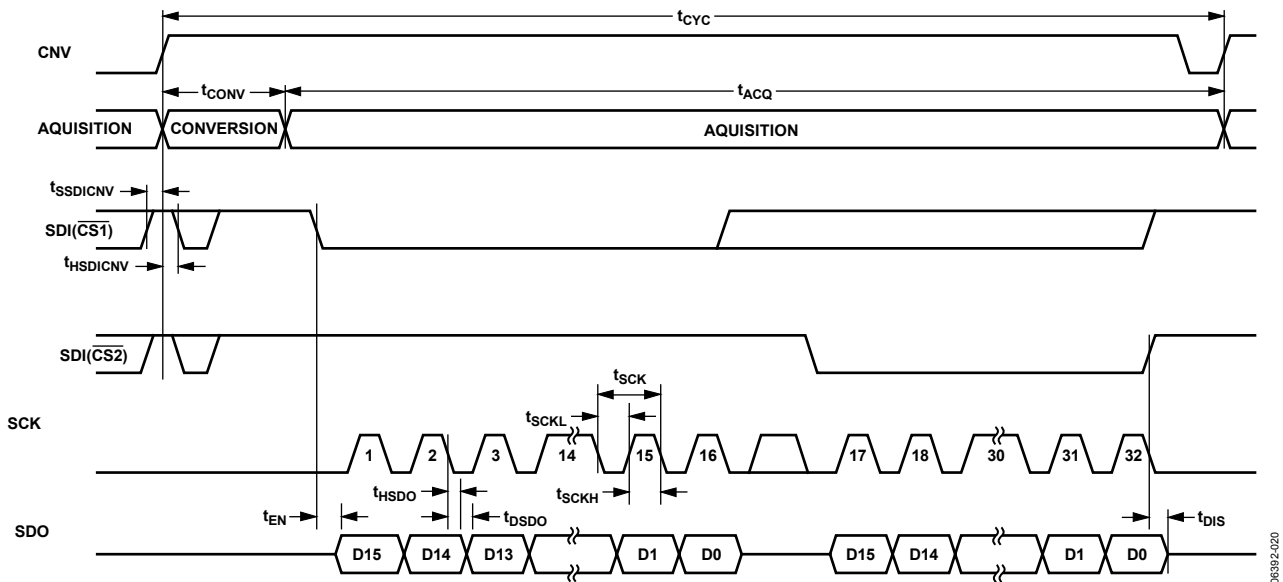 tCYC
CNV
tCONV
tACQ
AQUISITION
CONVERSION
AQUISITION
tSSDICNV
SDI(CS1)
tHSDICNV
SDI(CS2)
tSCK
tSCKL
SCK
1 2 3 14 15 16 17 18 30 31 32
tHSDO
tSCKH
tEN
tDSDO
tDIS
SDO
D15 D14 D13 D1 D0 D15 D14 D1 D0
06392-020